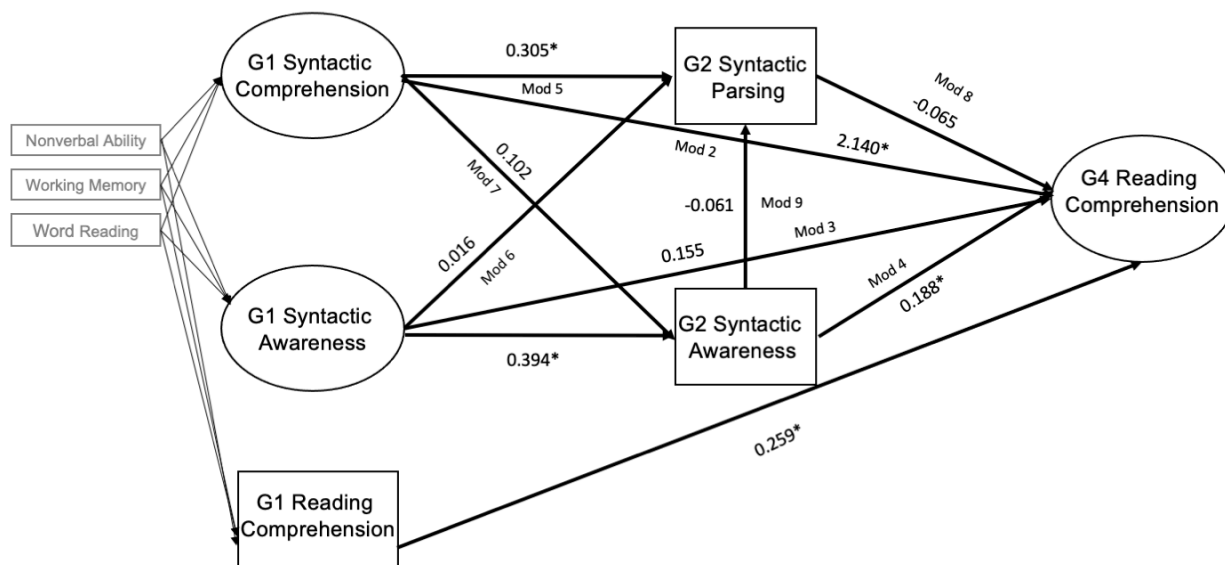 G1 Syntactic
Comprehension
0.305*
Mod 5
G2 Syntactic
Parsing
Mod 8
-0.065
Nonverbal Ability
Working Memory
Word Reading
0.102
Mod 7
Mod 2
2.140*
G4 Reading
Comprehension
-0.061
Mod 9
0.016
Mod 6
0.155
Mod 3
G1 Syntactic
Awareness
0.394*
G2 Syntactic
Awareness
Mod 4
0.188*
0.259*
G1 Reading
Comprehension